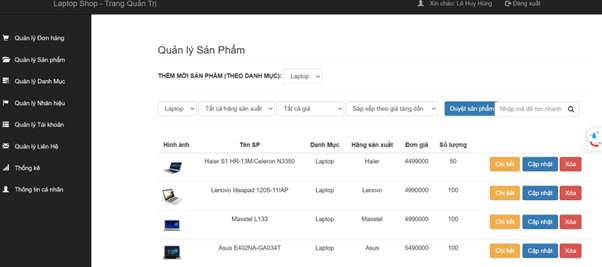 Laptop Shop - Trang Quản Trị
Xin chào: Lê Huy Hùng Đăng xuất
Quản lý Đơn hàng
Quản lý Sản phẩm
Quản lý Danh Mục
Quản lý Nhãn hiệu
Quản lý Tài khoản
Quản lý Liên Hệ
Thống kê
Thông tin cá nhân
Quản lý Sản Phẩm
THÊM MỚI SẢN PHẨM (THEO DANH MỤC): Laptop
Laptop Tất cả hãng sản xuất Tất cả giá Sắp xếp theo giá tăng dần Duyệt sản phẩm Nhập mã để tìm nhanh
Hình ảnh Tên SP Danh Mục Hãng sản xuất Đơn giá Số lượng
Haier S1 HR-13M/Celeron N3350 Laptop Haier 4499000 50 Chi tiết Cập nhật Xóa
Lenovo Ideapad 120S-11IAP Laptop Lenovo 4990000 100 Chi tiết Cập nhật Xóa
Masstel L133 Laptop Masstel 4990000 100 Chi tiết Cập nhật Xóa
Asus E402NA-GA034T Laptop Asus 5490000 100 Chi tiết Cập nhật Xóa